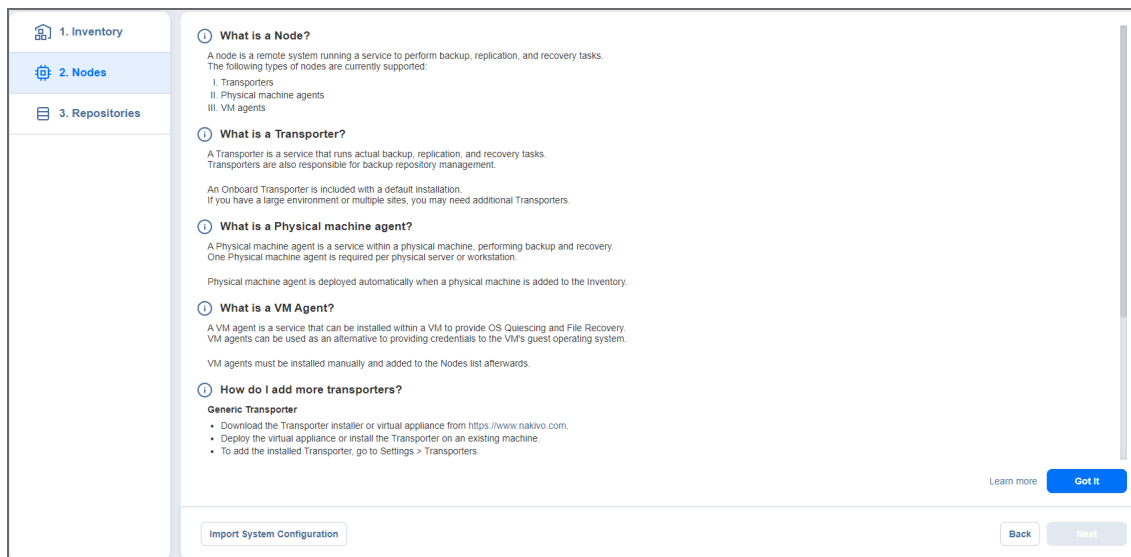 1. Inventory
2. Nodes
3. Repositories
What is a Node?
A node is a remote system running a service to perform backup, replication, and recovery tasks.
The following types of nodes are currently supported:
I. Transporters
II. Physical machine agents
III. VM agents
What is a Transporter?
A Transporter is a service that runs actual backup, replication, and recovery tasks.
Transporters are also responsible for backup repository management.
An Onboard Transporter is included with a default installation.
If you have a large environment or multiple sites, you may need additional Transporters.
What is a Physical machine agent?
A Physical machine agent is a service within a physical machine, performing backup and recovery.
One Physical machine agent is required per physical server or workstation.
Physical machine agent is deployed automatically when a physical machine is added to the Inventory.
What is a VM Agent?
A VM agent is a service that can be installed within a VM to provide OS Quiescing and File Recovery.
VM agents can be used as an alternative to providing credentials to the VM's guest operating system.
VM agents must be installed manually and added to the Nodes list afterwards.
How do I add more transporters?
Generic Transporter
• Download the Transporter installer or virtual appliance from https://www.nakivo.com.
• Deploy the virtual appliance or install the Transporter on an existing machine.
• To add the installed Transporter, go to Settings > Transporters.
Learn more
Got It
Import System Configuration
Back
Next